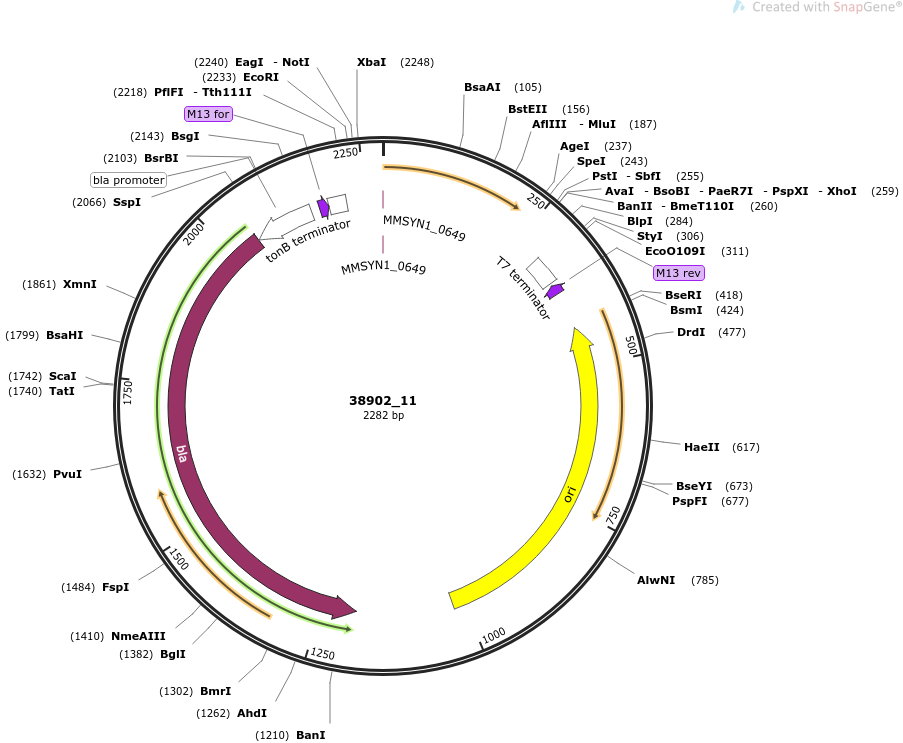 Created with SnapGene®
(2240) EagI - NotI
(2233) EcoRI
(2218) PflFI - Tth111I
M13 for
(2143) BsgI
(2103) BsrBI
bla promoter
(2066) SspI
XbaI (2248)
BsaAI (105)
BstEII (156)
AflIII - MluI (187)
AgeI (237)
SpeI (243)
PstI - SbfI (255)
AvaI - BsoBI - PaeR7I - PspXI - XhoI (259)
BanII - BmeT110I (260)
BlpI (284)
StyI (306)
EcoO109I (311)
M13 rev
BseRI (418)
BsmI (424)
DrdI (477)
HaeII (617)
BseYI (673)
PspFI (677)
AlwNI (785)
(1861) XmnI
(1799) BsaHI
(1742) ScaI
(1740) TatI
(1632) PvuI
(1484) FspI
(1410) NmeAIII
(1382) BglI
(1302) BmrI
(1262) AhdI
(1210) BanI
2250
250
500
750
1000
1250
1500
1750
2000
tonB terminator
MMSYN1_0649
MMSYN1_0649
T7 terminator
bla
ori
38902_11
2282 bp